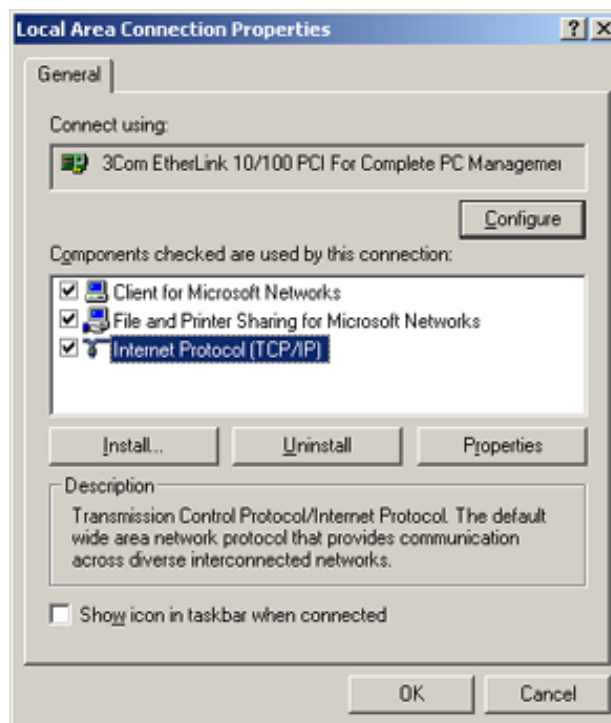 Local Area Connection Properties
General
Connect using:
3Com EtherLink 10/100 PCI For Complete PC Managemei
Configure
Components checked are used by this connection:
Client for Microsoft Networks
File and Printer Sharing for Microsoft Networks
Internet Protocol (TCP/IP)
Install... Uninstall Properties
Description
Transmission Control Protocol/Internet Protocol. The default
wide area network protocol that provides communication
across diverse interconnected networks.
Show icon in taskbar when connected
OK Cancel